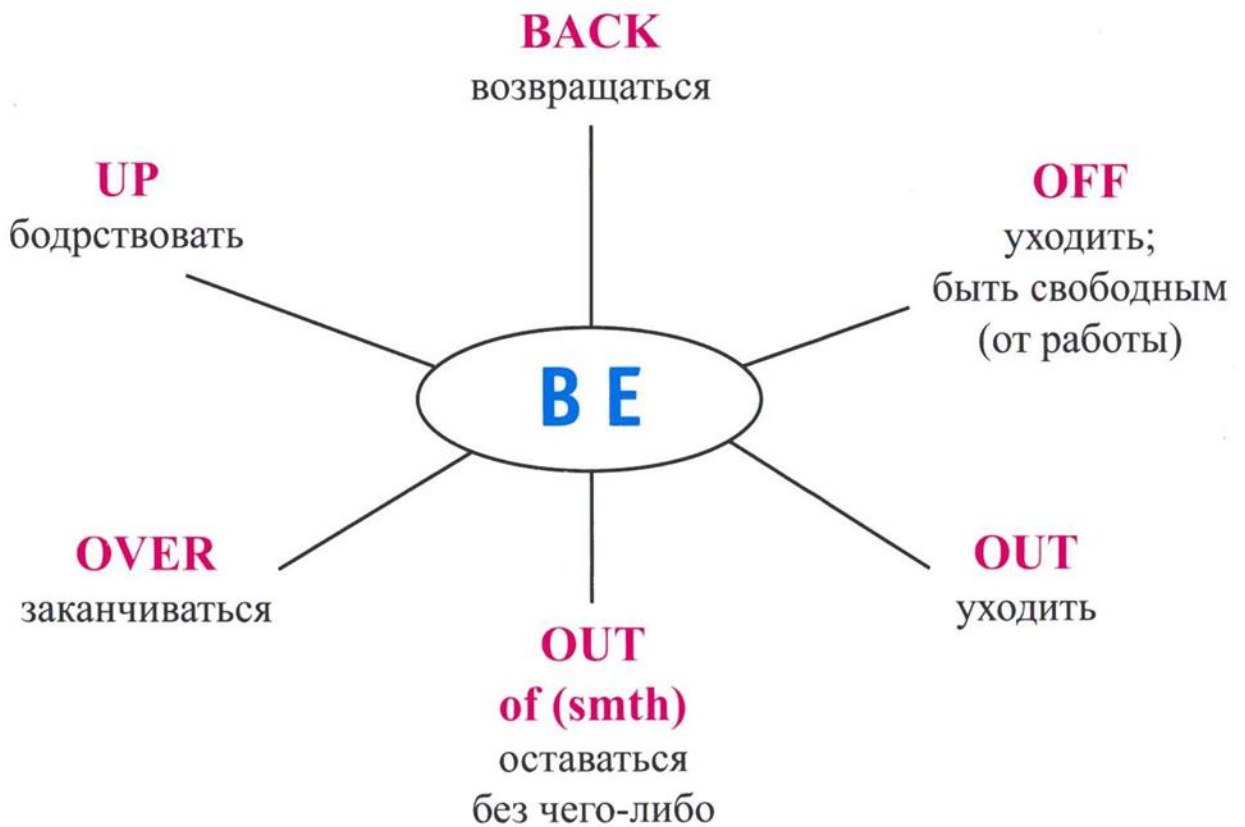 BACK
возвращаться
UP
бодрствовать
OFF
уходить;
быть свободным
(от работы)
BE
OVER
заканчиваться
OUT
уходить
OUT
of (smth)
оставаться
без чего-либо